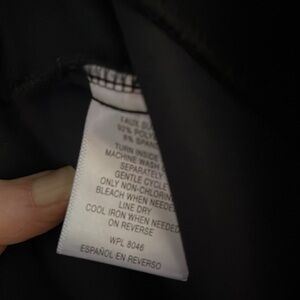 FAUX SU
92% POLY
8% SPAN
TURN INSIDE
MACHINE WASH
SEPARATELY
GENTLE CYCLE
ONLY NON-CHLORIN
BLEACH WHEN NEEDE
LINE DRY
COOL IRON WHEN NEEDED
ON REVERSE
WPL 8046
ESPAÑOL EN REVERSO